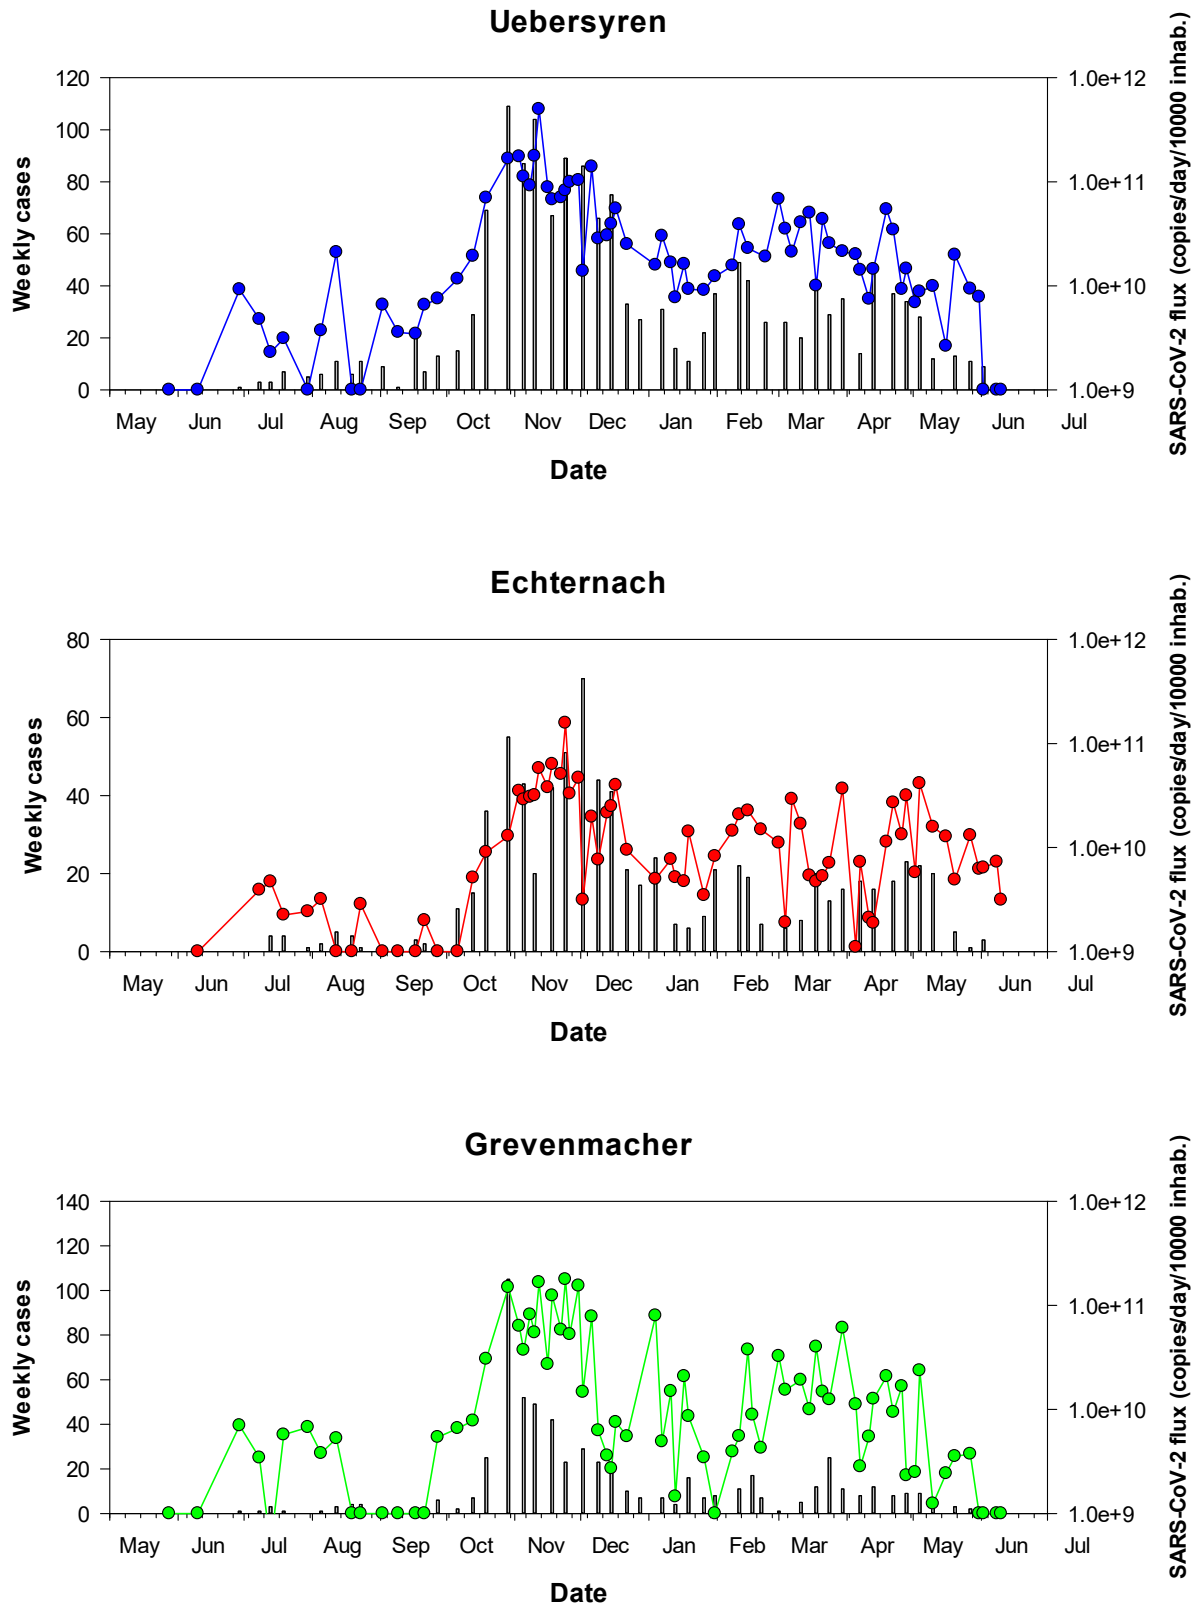 Uebersyren
120
100
80
60
40
20
0
Weekly cases
1.0e+12
1.0e+11
1.0e+10
1.0e+9
SARS-CoV-2 flux (copies/day/10000 inhab.)
May Jun Jul Aug Sep Oct Nov Dec Jan Feb Mar Apr May Jun Jul
Date
Echternach
80
60
40
20
0
Weekly cases
1.0e+12
1.0e+11
1.0e+10
1.0e+9
SARS-CoV-2 flux (copies/day/10000 inhab.)
May Jun Jul Aug Sep Oct Nov Dec Jan Feb Mar Apr May Jun Jul
Date
Grevenmacher
140
120
100
80
60
40
20
0
Weekly cases
1.0e+12
1.0e+11
1.0e+10
1.0e+9
SARS-CoV-2 flux (copies/day/10000 inhab.)
May Jun Jul Aug Sep Oct Nov Dec Jan Feb Mar Apr May Jun Jul
Date